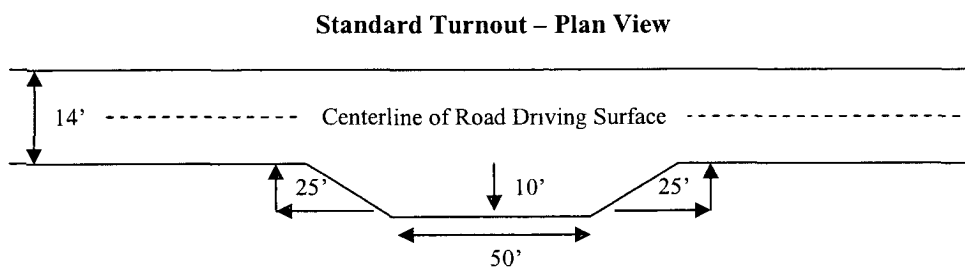 Standard Turnout – Plan View
14’ Centerline of Road Driving Surface
25’ 10’ 25’
50’